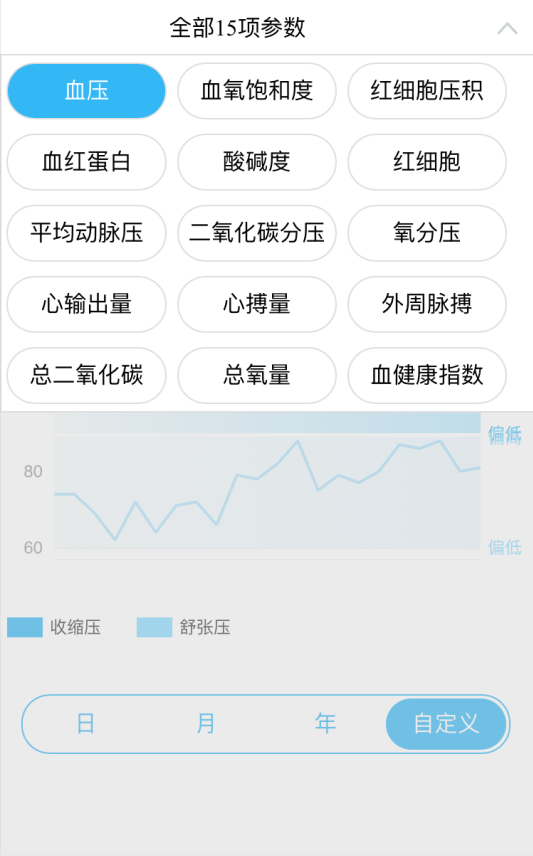 全部15项参数
血压 血氧饱和度 红细胞压积
血红蛋白 酸碱度 红细胞
平均动脉压 二氧化碳分压 氧分压
心输出量 心搏量 外周脉搏
总二氧化碳 总氧量 血健康指数
偏低
偏高
80
60 偏低
收缩压 舒张压
日 月 年 自定义